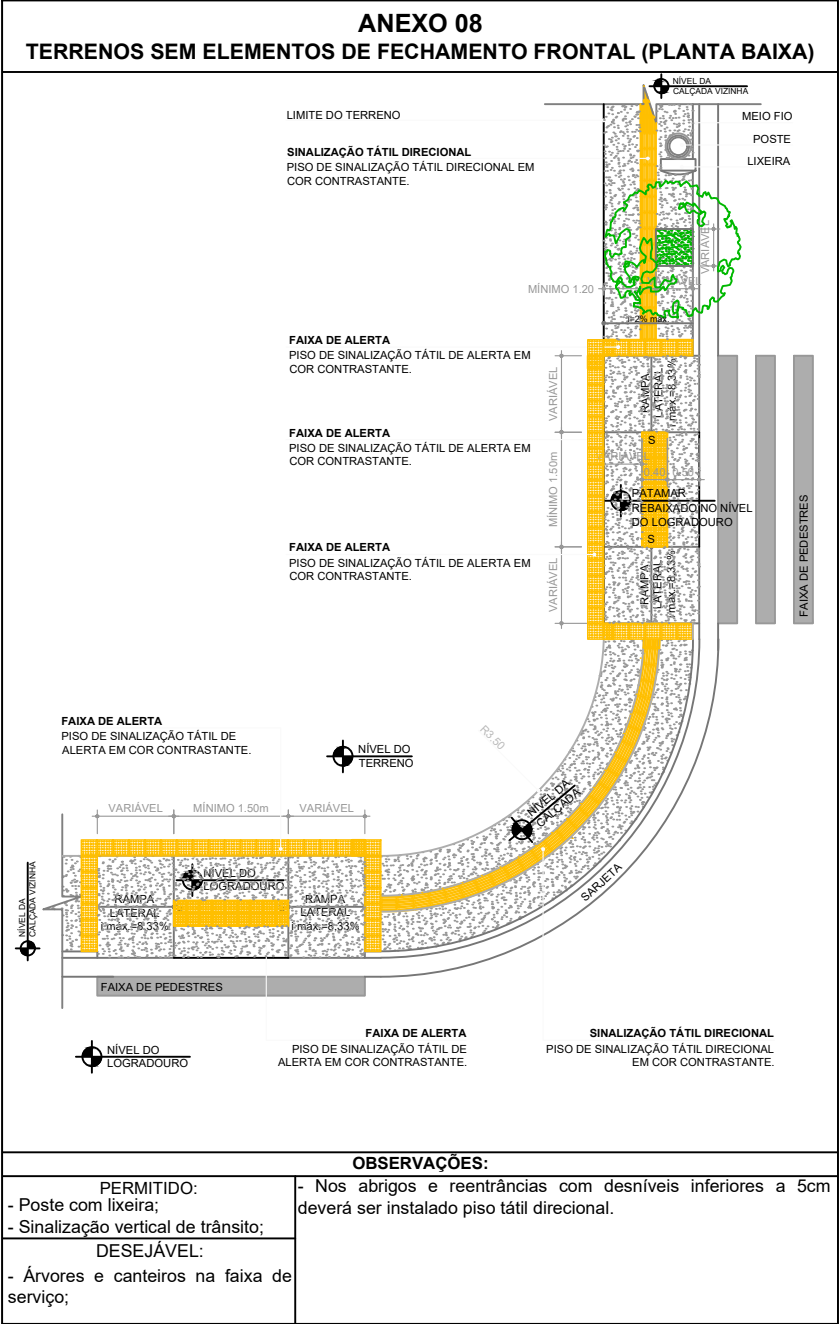 ANEXO 08
TERRENOS SEM ELEMENTOS DE FECHAMENTO FRONTAL (PLANTA BAIXA)
NÍVEL DA
CALÇADA VIZINHA
LIMITE DO TERRENO
MEIO FIO
POSTE
LIXEIRA
SINALIZAÇÃO TÁTIL DIRECIONAL
PISO DE SINALIZAÇÃO TÁTIL DIRECIONAL EM
COR CONTRASTANTE.
VARIÁVEL
MÍNIMO 1.20
i=2% máx
FAIXA DE ALERTA
PISO DE SINALIZAÇÃO TÁTIL DE ALERTA EM
COR CONTRASTANTE.
VARIÁVEL
RAMPA
LATERAL
i máx.=8,33%
FAIXA DE ALERTA
PISO DE SINALIZAÇÃO TÁTIL DE ALERTA EM
COR CONTRASTANTE.
MÍNIMO 1.50m
S
VARIÁVEL
0.40
PATAMAR
REBAIXADO NO NÍVEL
DO LOGRADOURO
S
FAIXA DE PEDESTRES
FAIXA DE ALERTA
PISO DE SINALIZAÇÃO TÁTIL DE ALERTA EM
COR CONTRASTANTE.
VARIÁVEL
RAMPA
LATERAL
i máx.=8,33%
FAIXA DE ALERTA
PISO DE SINALIZAÇÃO TÁTIL DE
ALERTA EM COR CONTRASTANTE.
NÍVEL DO
TERRENO
R3.50
NÍVEL DA
CALÇADA
VARIÁVEL
MÍNIMO 1.50m
VARIÁVEL
NÍVEL DA
CALÇADA VIZINHA
NÍVEL DO
LOGRADOURO
RAMPA
LATERAL
i máx.=8,33%
RAMPA
LATERAL
i máx.=8,33%
SARJETA
FAIXA DE PEDESTRES
NÍVEL DO
LOGRADOURO
FAIXA DE ALERTA
PISO DE SINALIZAÇÃO TÁTIL DE
ALERTA EM COR CONTRASTANTE.
SINALIZAÇÃO TÁTIL DIRECIONAL
PISO DE SINALIZAÇÃO TÁTIL DIRECIONAL
EM COR CONTRASTANTE.
OBSERVAÇÕES:
PERMITIDO:
- Poste com lixeira;
- Sinalização vertical de trânsito;
DESEJÁVEL:
- Árvores e canteiros na faixa de
serviço;
- Nos abrigos e reentrâncias com desníveis inferiores a 5cm
deverá ser instalado piso tátil direcional.